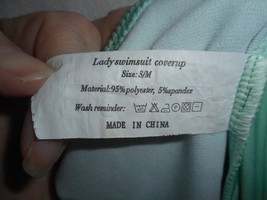 Lady swimsuit coverup
Size: S/M
Material:95% polyester, 5%spandex
Wash reminder:
MADE IN CHINA